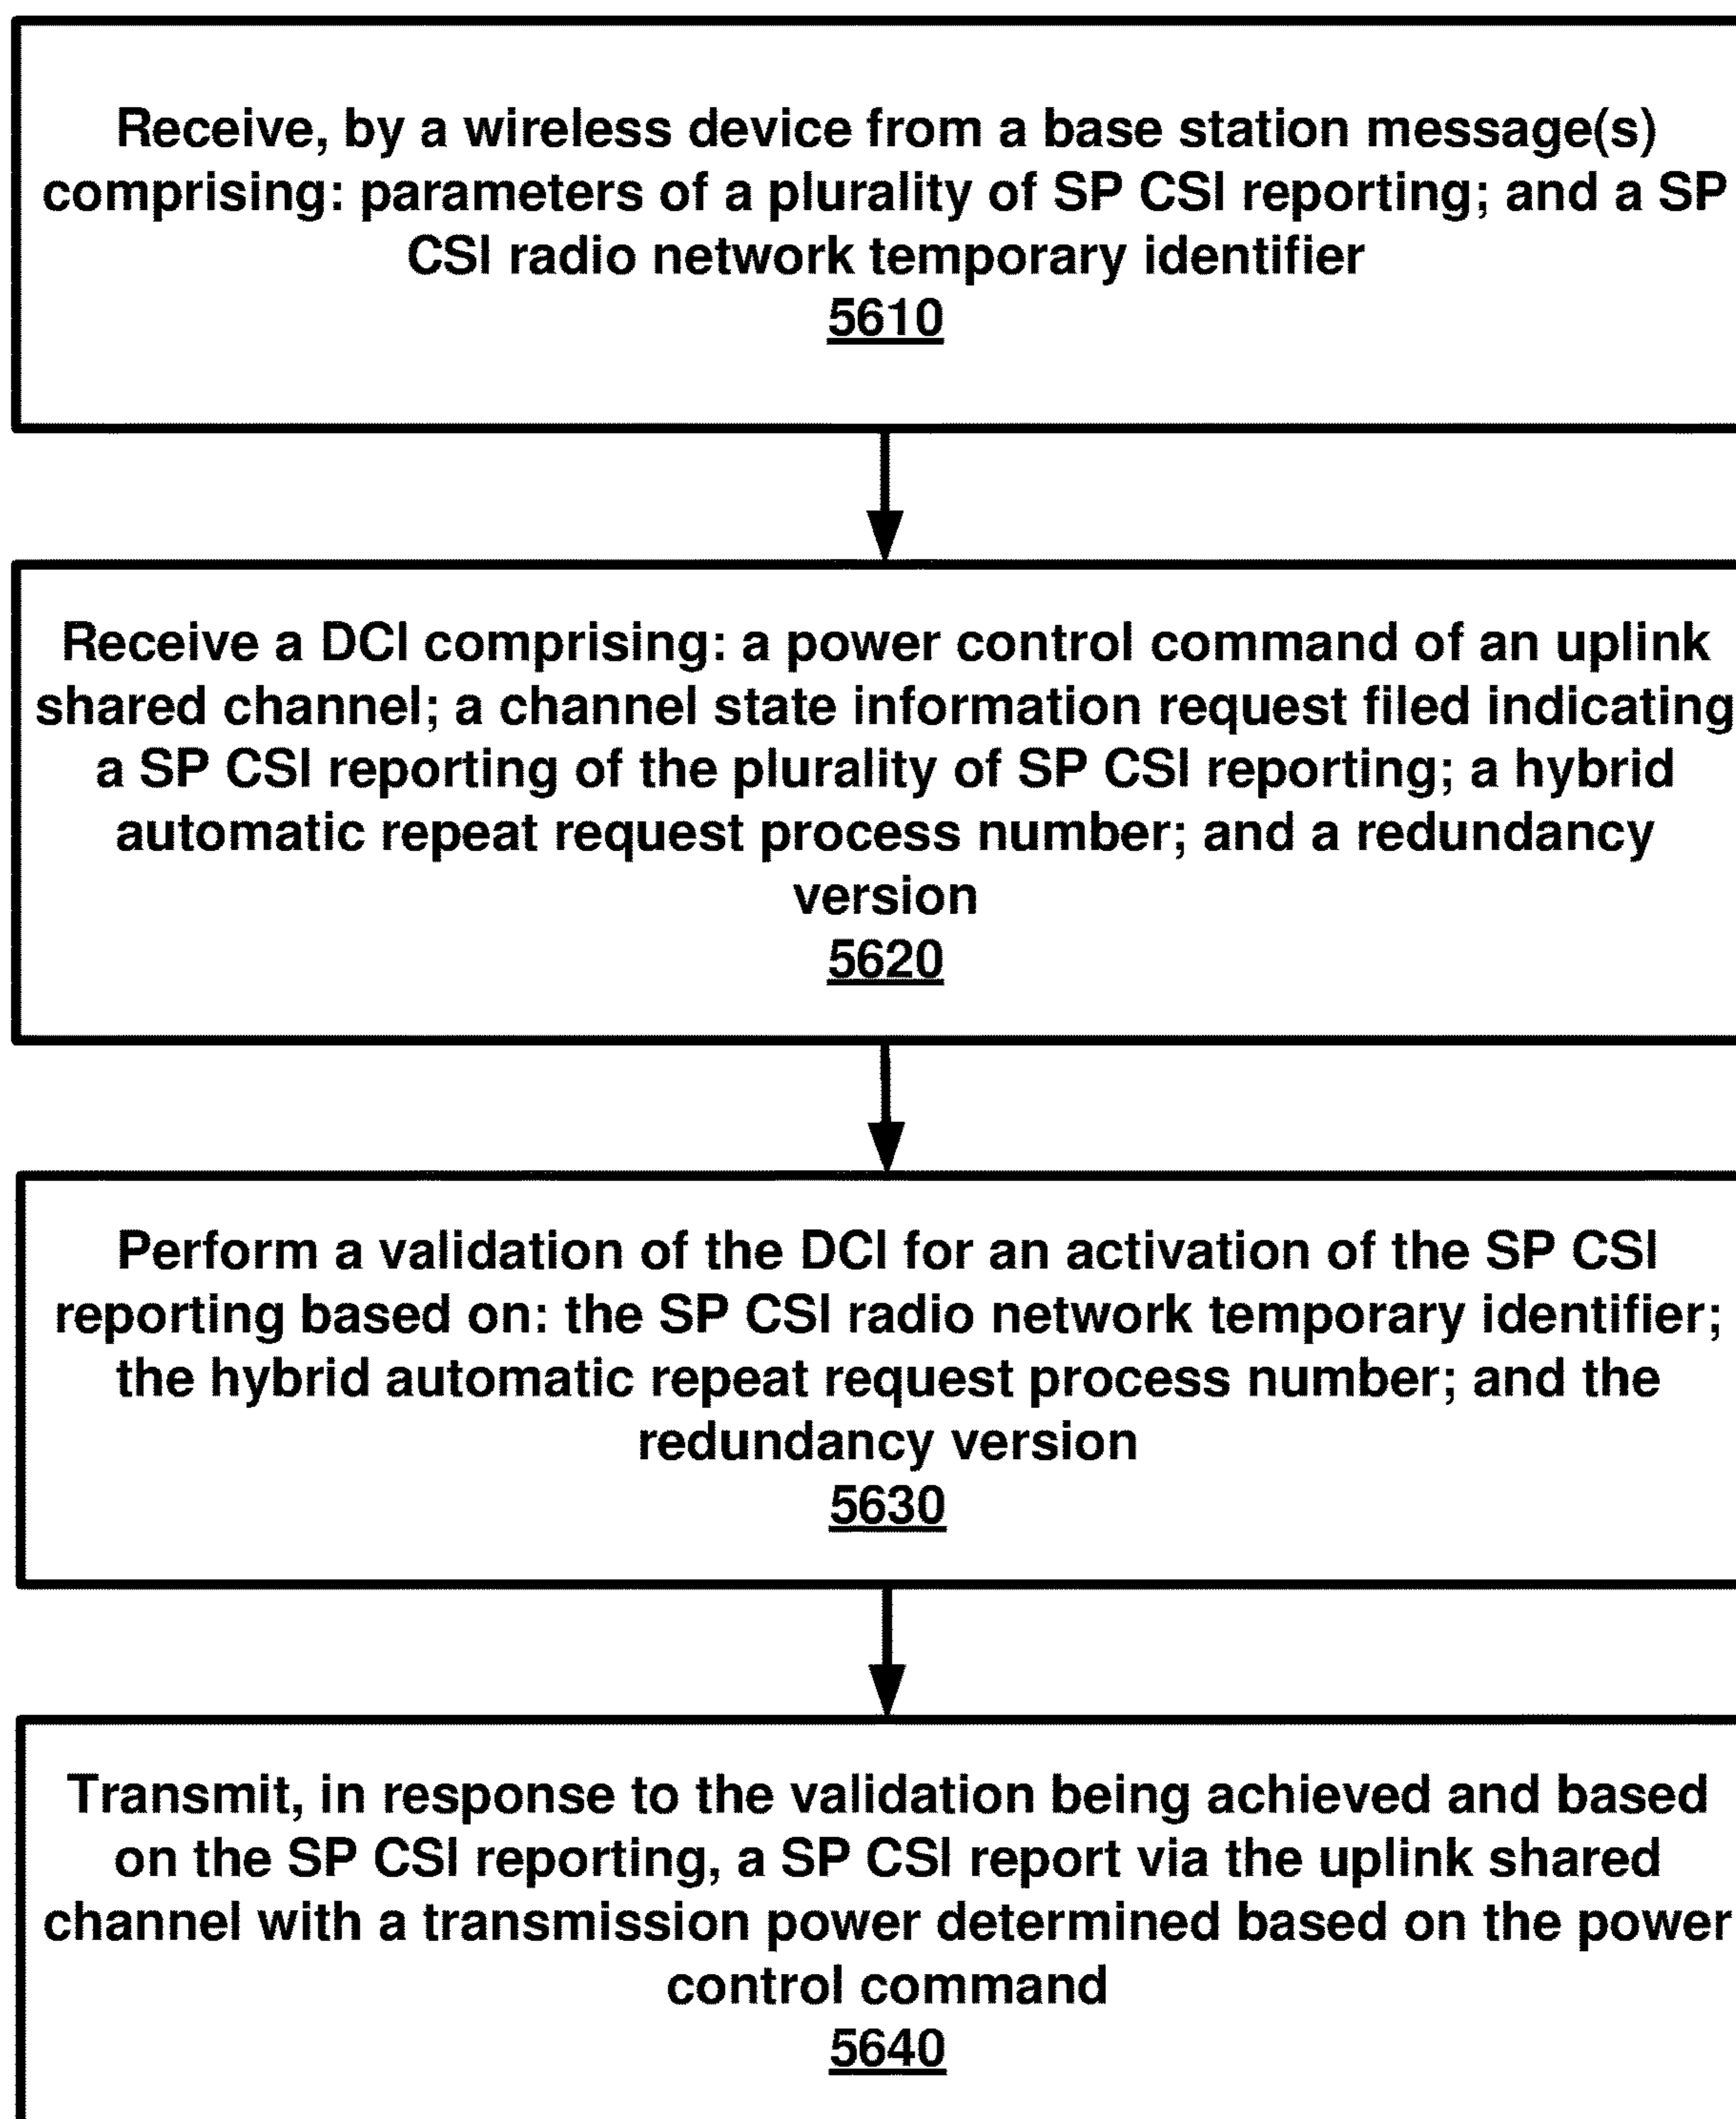 Receive, by a wireless device from a base station message(s)
comprising: parameters of a plurality of SP CSI reporting; and a SP
CSI radio network temporary identifier
5610
Receive a DCI comprising: a power control command of an uplink
shared channel; a channel state information request filed indicating
a SP CSI reporting of the plurality of SP CSI reporting; a hybrid
automatic repeat request process number; and a redundancy
version
5620
Perform a validation of the DCI for an activation of the SP CSI
reporting based on: the SP CSI radio network temporary identifier;
the hybrid automatic repeat request process number; and the
redundancy version
5630
Transmit, in response to the validation being achieved and based
on the SP CSI reporting, a SP CSI report via the uplink shared
channel with a transmission power determined based on the power
control command
5640